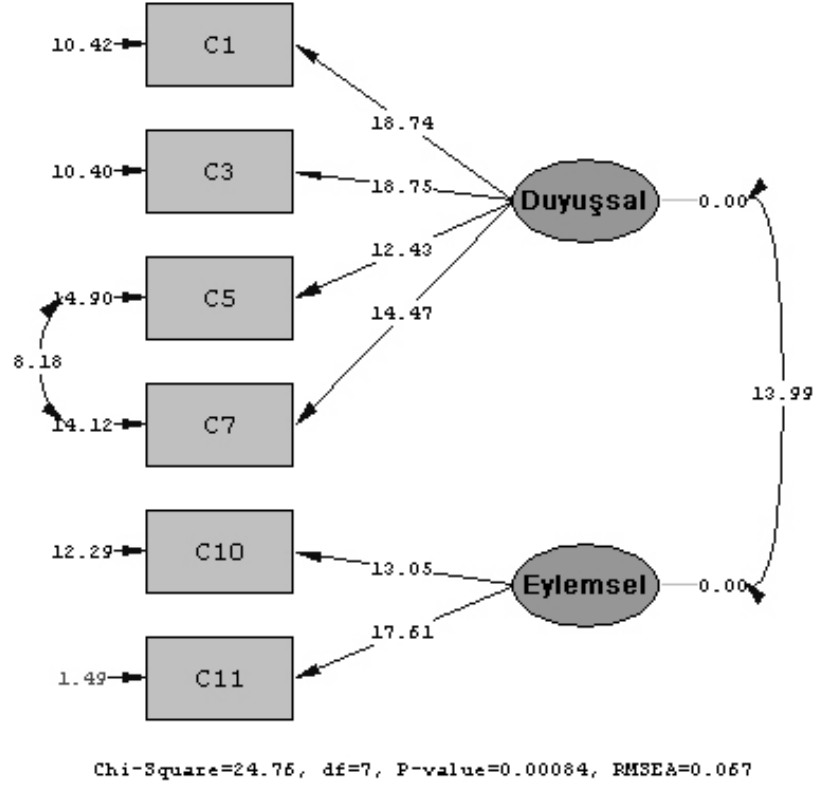 10.42
C1
18.74
10.40
C3
18.75
Duyuşsal
0.00
12.43
14.90
C5
14.47
8.18
13.99
14.12
C7
12.29
C10
13.05
Eylemsel
0.00
17.61
1.49
C11
Chi-Square=24.76, df=7, P-value=0.00084, RMSEA=0.067